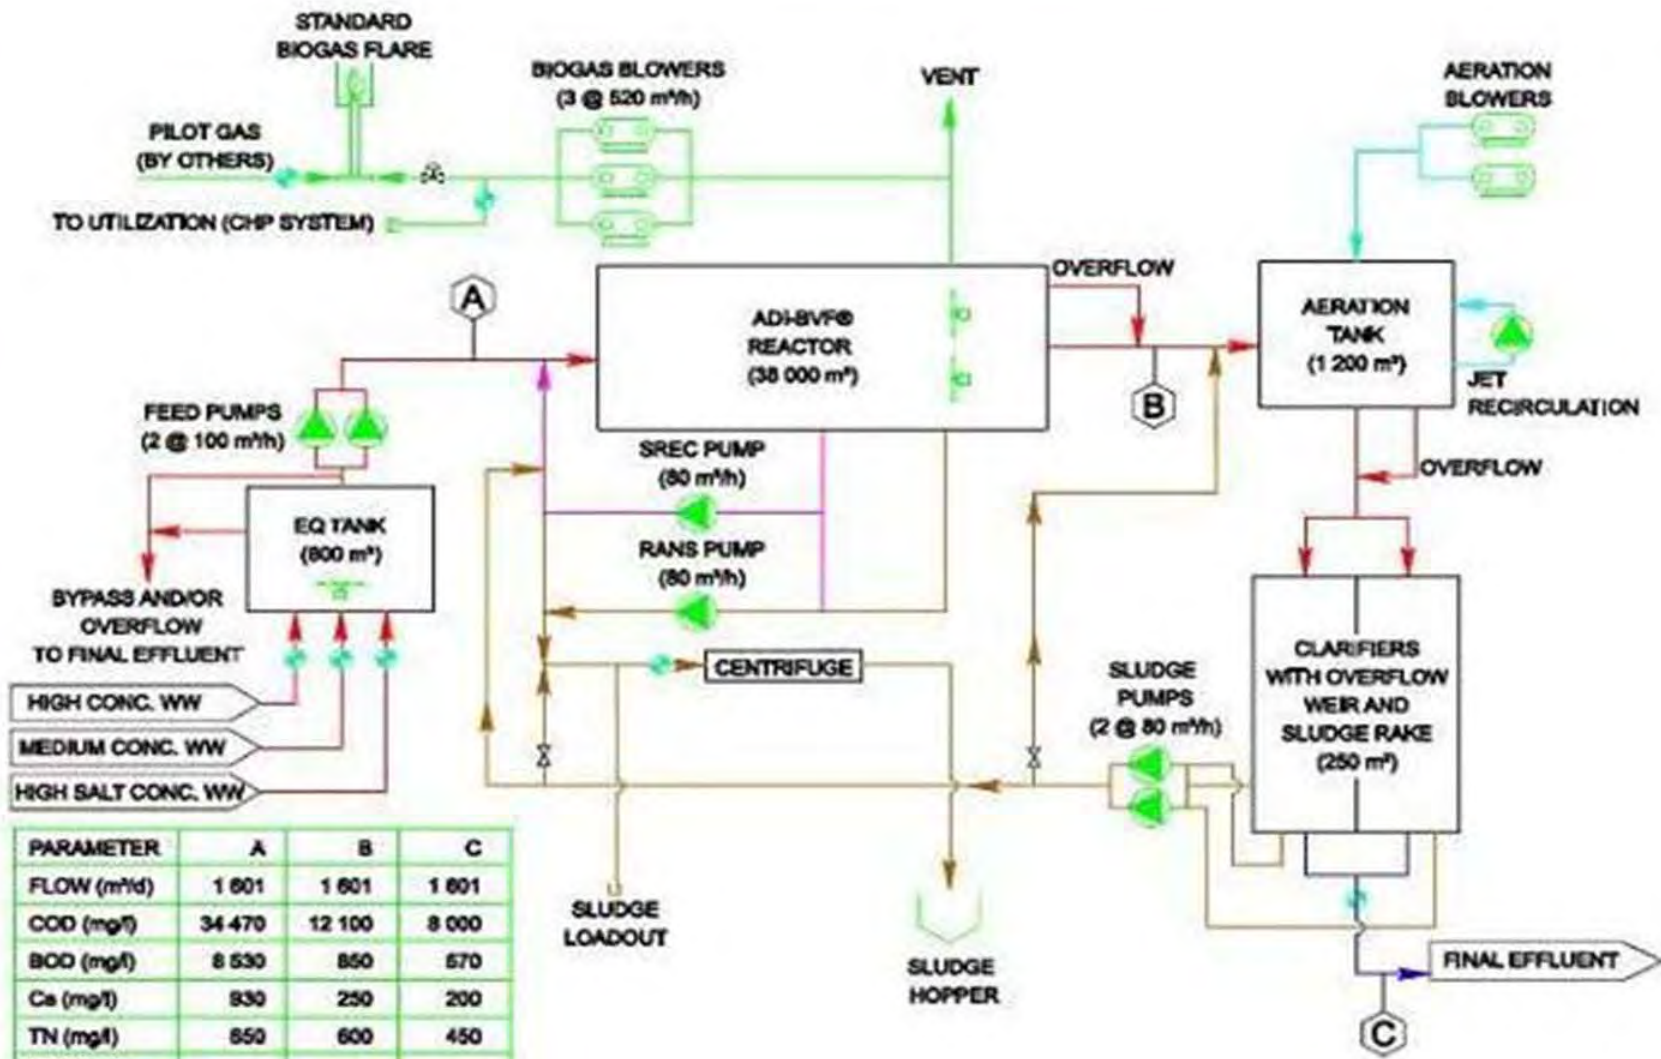 STANDARD
BIOGAS FLARE
BIOGAS BLOWERS
(3 @ 520 m³/h)
VENT
AERATION
BLOWERS
PILOT GAS
(BY OTHERS)
TO UTILIZATION (CHP SYSTEM)
A
OVERFLOW
ADI-BVF®
REACTOR
(38 000 m³)
AERATION
TANK
(1 200 m³)
B
JET
RECIRCULATION
FEED PUMPS
(2 @ 100 m³/h)
SREC PUMP
(80 m³/h)
OVERFLOW
EQ TANK
(800 m³)
RANS PUMP
(80 m³/h)
BYPASS AND/OR
OVERFLOW
TO FINAL EFFLUENT
CENTRIFUGE
SLUDGE
PUMPS
(2 @ 80 m³/h)
CLARIFIERS
WITH OVERFLOW
WEIR AND
SLUDGE RAKE
(250 m²)
HIGH CONC. WW
MEDIUM CONC. WW
HIGH SALT CONC. WW
SLUDGE
LOADOUT
SLUDGE
HOPPER
FINAL EFFLUENT
C
PARAMETER A B C
FLOW (m³/d) 1 601 1 601 1 601
COD (mg/l) 34 470 12 100 8 000
BOD (mg/l) 8 530 850 570
Ca (mg/l) 930 250 200
TN (mg/l) 650 600 450